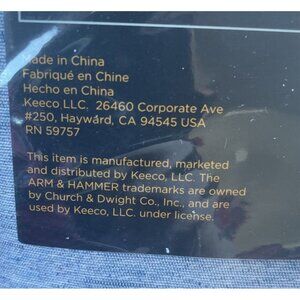 Made in China
Fabriqué en Chine
Hecho en China
Keeco LLC. 26460 Corporate Ave
#250, Hayward, CA 94545 USA
RN 59757
This item is manufactured, marketed
and distributed by Keeco, LLC. The
ARM & HAMMER trademarks are owned
by Church & Dwight Co., Inc., and are
used by Keeco, LLC. under license.